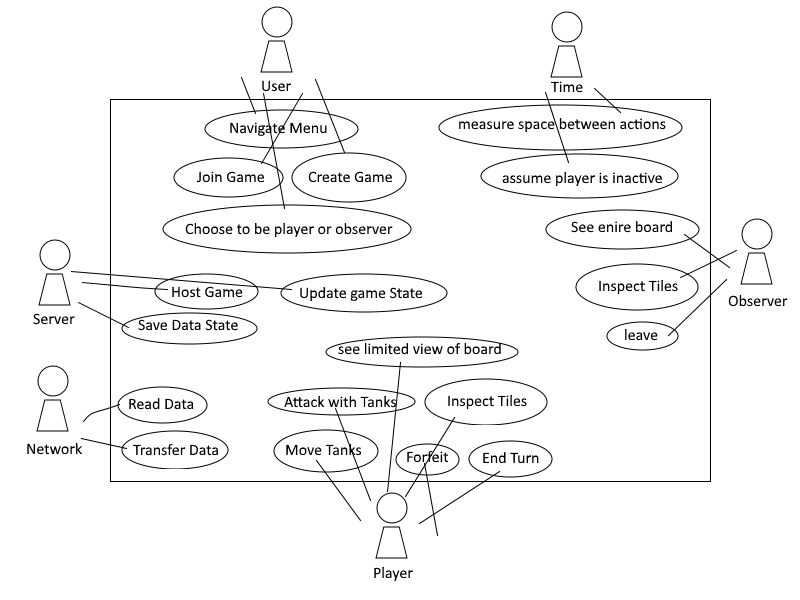 User
Time
Navigate Menu
measure space between actions
Join Game
Create Game
assume player is inactive
Choose to be player or observer
See enire board
Host Game
Update game State
Inspect Tiles
Observer
Server
Save Data State
leave
see limited view of board
Read Data
Attack with Tanks
Inspect Tiles
Network
Transfer Data
Move Tanks
Forfeit
End Turn
Player